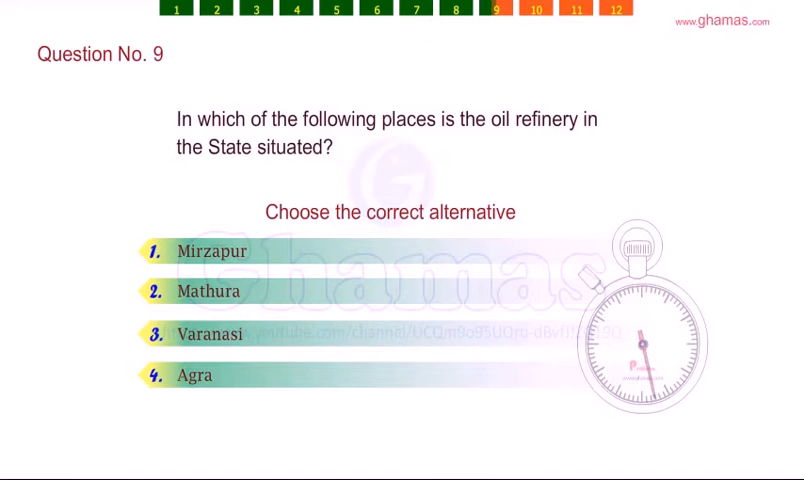 1 2 3 4 5 6 7 8 9 10 11 12
www.ghamas.com
Question No. 9
In which of the following places is the oil refinery in
the State situated?
Choose the correct alternative
1. Mirzapur
2. Mathura
3. Varanasi
4. Agra
Ghamas